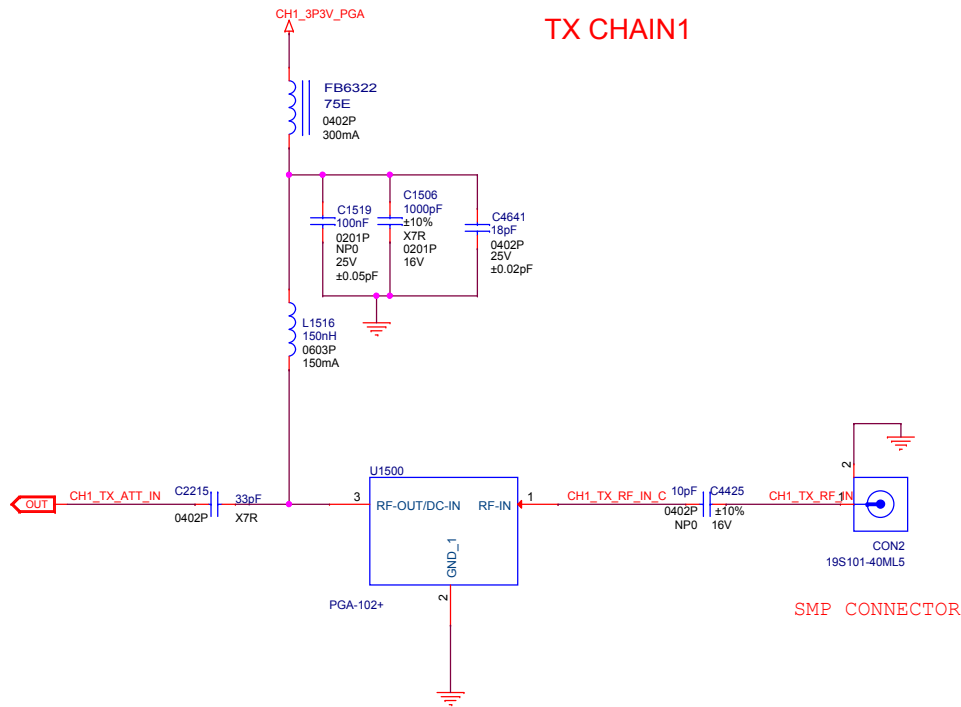 CH1_3P3V_PGA
TX CHAIN1
FB6322
75E
0402P
300mA
C1519
100nF
0201P
NP0
25V
±0.05pF
C1506
1000pF
±10%
X7R
0201P
16V
C4641
18pF
0402P
25V
±0.02pF
L1516
150nH
0603P
150mA
OUT
CH1_TX_ATT_IN
C2215
33pF
0402P
X7R
U1500
3
RF-OUT/DC-IN
RF-IN
1
GND_1
2
PGA-102+
CH1_TX_RF_IN_C
10pF
C4425
0402P
±10%
NP0
16V
CH1_TX_RF_IN
1
2
CON2
19S101-40ML5
SMP CONNECTOR